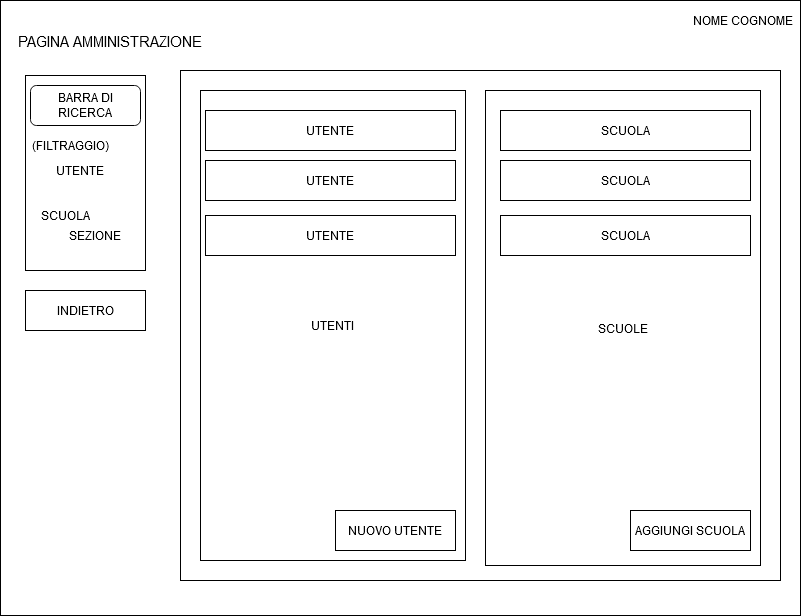 NOME COGNOME
PAGINA AMMINISTRAZIONE
BARRA DI
RICERCA
(FILTRAGGIO)
UTENTE
SCUOLA
SEZIONE
INDIETRO
UTENTE
UTENTE
UTENTE
UTENTI
NUOVO UTENTE
SCUOLA
SCUOLA
SCUOLA
SCUOLE
AGGIUNGI SCUOLA